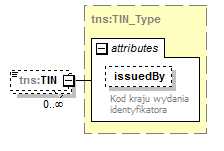 tns:TIN_Type
attributes
tns:TIN
issuedBy
0..∞
Kod kraju wydania
identyfikatora